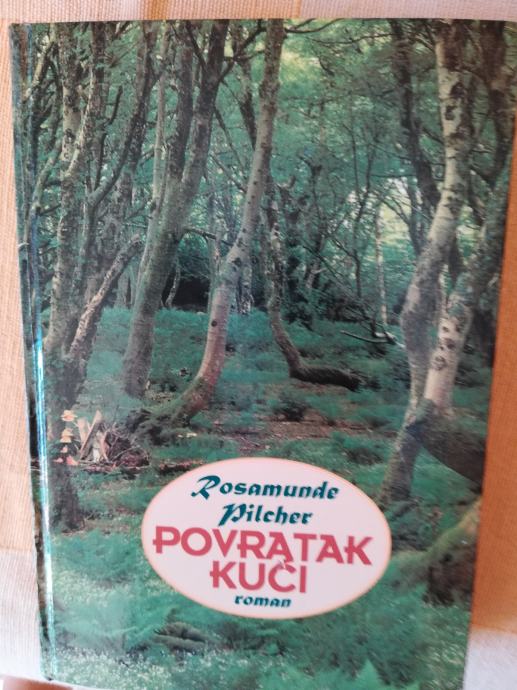 Rosamunde
Pilcher
POVRATAK
KUĆI
roman